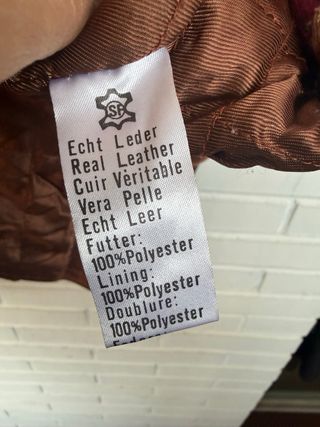 SF
Echt Leder
Real Leather
Cuir Véritable
Vera Pelle
Echt Leer
Futter:
100%Polyester
Lining:
100%Polyester
Doublure:
100%Polyester